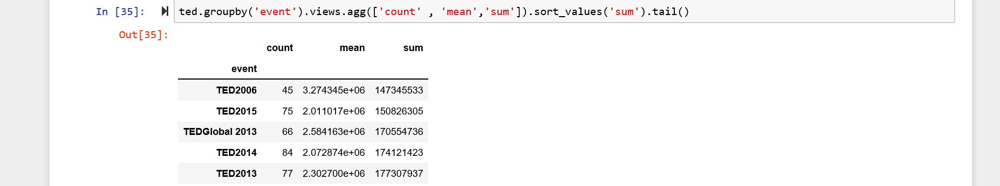 In [35]: ted.groupby('event').views.agg(['count' , 'mean','sum']).sort_values('sum').tail()
Out[35]:
count mean sum
event
TED2006 45 3.274345e+06 147345533
TED2015 75 2.011017e+06 150826305
TEDGlobal 2013 66 2.584163e+06 170554736
TED2014 84 2.072874e+06 174121423
TED2013 77 2.302700e+06 177307937